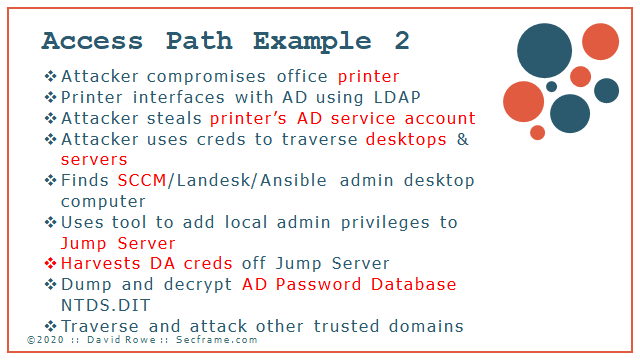 Access Path Example 2
❖Attacker compromises office printer
❖Printer interfaces with AD using LDAP
❖Attacker steals printer's AD service account
❖Attacker uses creds to traverse desktops &
servers
❖Finds SCCM/Landesk/Ansible admin desktop
computer
❖Uses tool to add local admin privileges to
Jump Server
❖Harvests DA creds off Jump Server
❖Dump and decrypt AD Password Database
NTDS.DIT
❖Traverse and attack other trusted domains
©2020 :: David Rowe :: Secframe.com